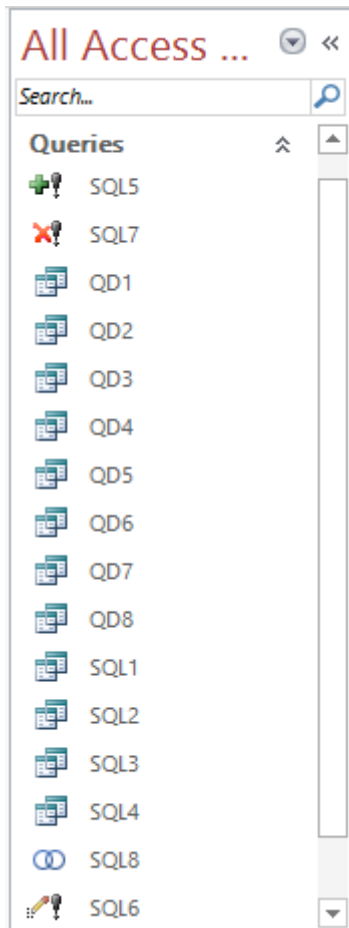 All Access ...
Search...
Queries
SQL5
SQL7
QD1
QD2
QD3
QD4
QD5
QD6
QD7
QD8
SQL1
SQL2
SQL3
SQL4
SQL8
SQL6